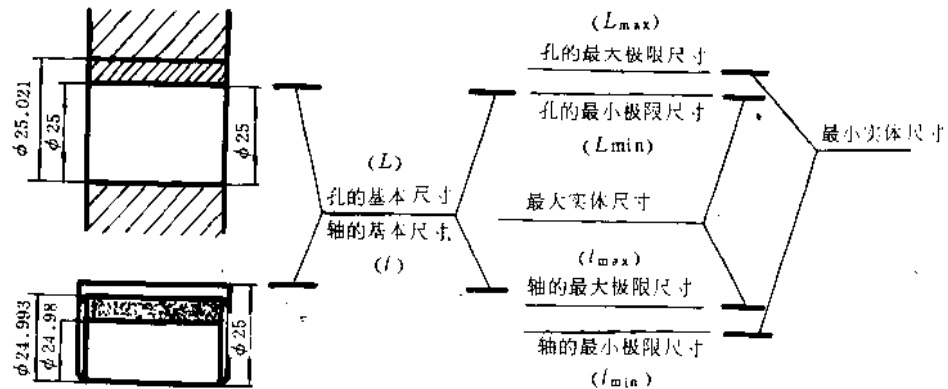 φ25.021
φ25
φ25
φ24.993
φ24.98
φ25
(L)
孔的基本尺寸
轴的基本尺寸
(l)
(Lmax)
孔的最大极限尺寸
孔的最小极限尺寸
(Lmin)
最大实体尺寸
(lmax)
轴的最大极限尺寸
轴的最小极限尺寸
(lmin)
最小实体尺寸